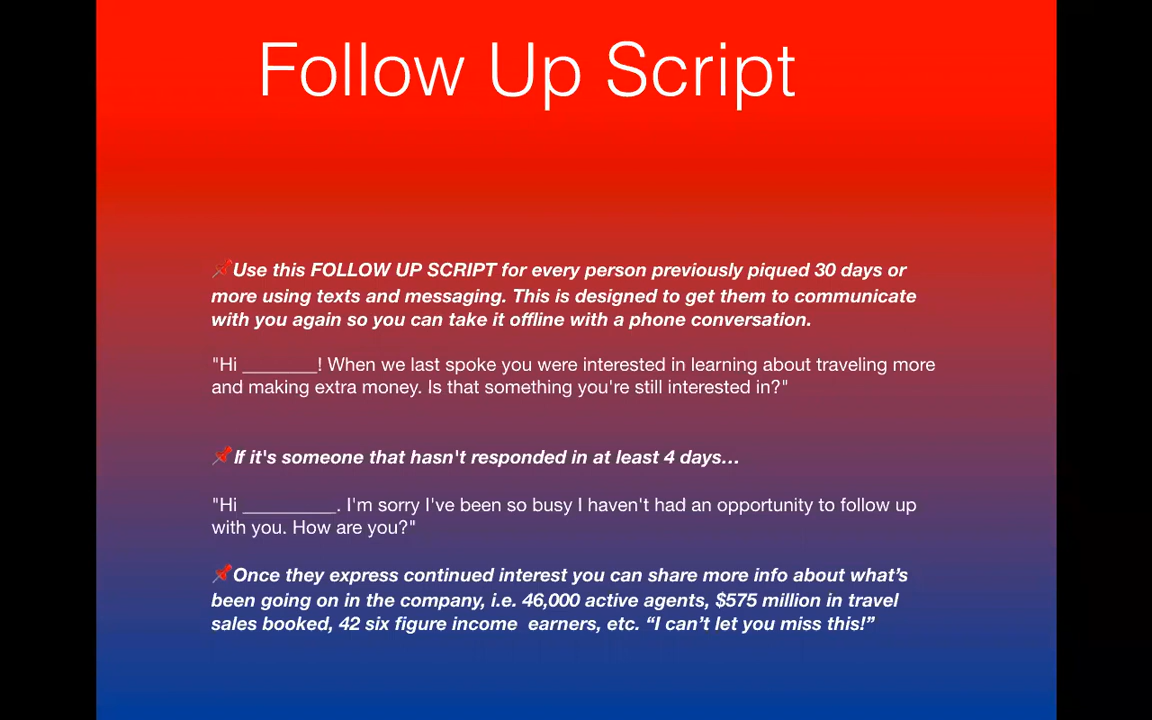 Follow Up Script
📌Use this FOLLOW UP SCRIPT for every person previously piqued 30 days or
more using texts and messaging. This is designed to get them to communicate
with you again so you can take it offline with a phone conversation.
"Hi ________! When we last spoke you were interested in learning about traveling more
and making extra money. Is that something you're still interested in?"
📌If it's someone that hasn't responded in at least 4 days…
"Hi __________. I'm sorry I've been so busy I haven't had an opportunity to follow up
with you. How are you?"
📌Once they express continued interest you can share more info about what’s
been going on in the company, i.e. 46,000 active agents, $575 million in travel
sales booked, 42 six figure income  earners, etc. “I can’t let you miss this!”